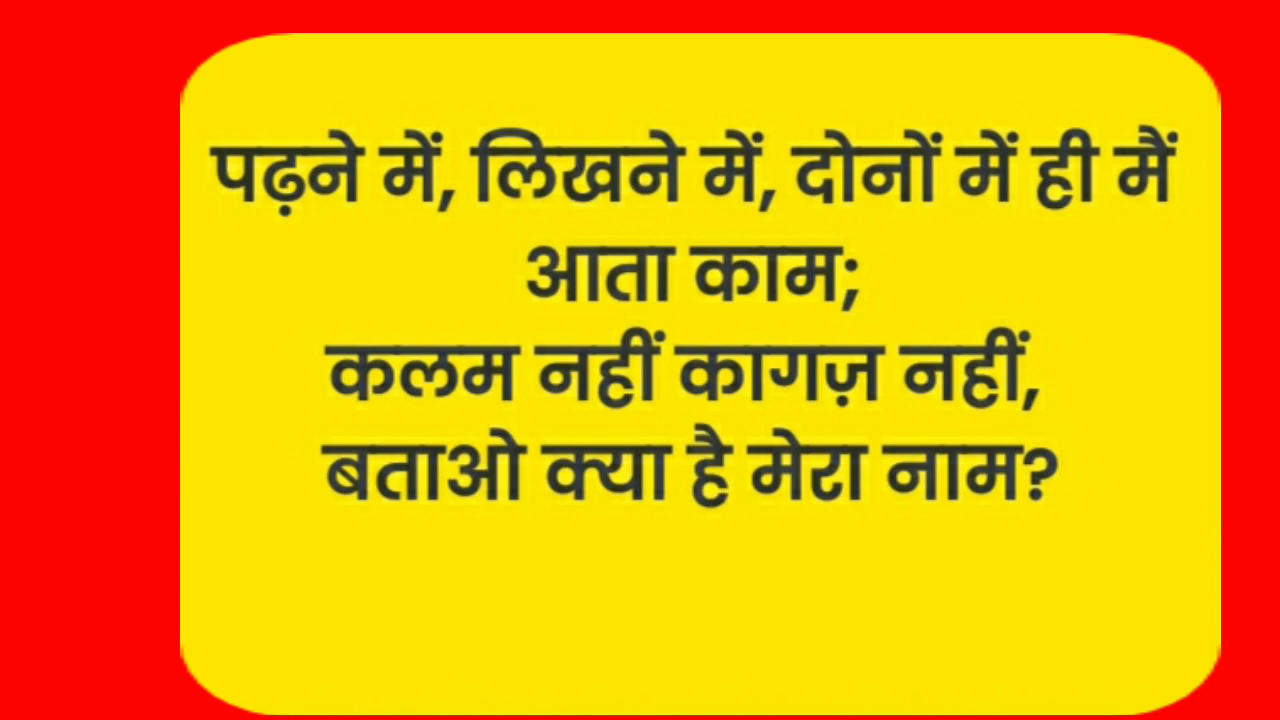 पढ़ने में, लिखने में, दोनों में ही मैं
आता काम;
कलम नहीं कागज़ नहीं,
बताओ क्या है मेरा नाम?